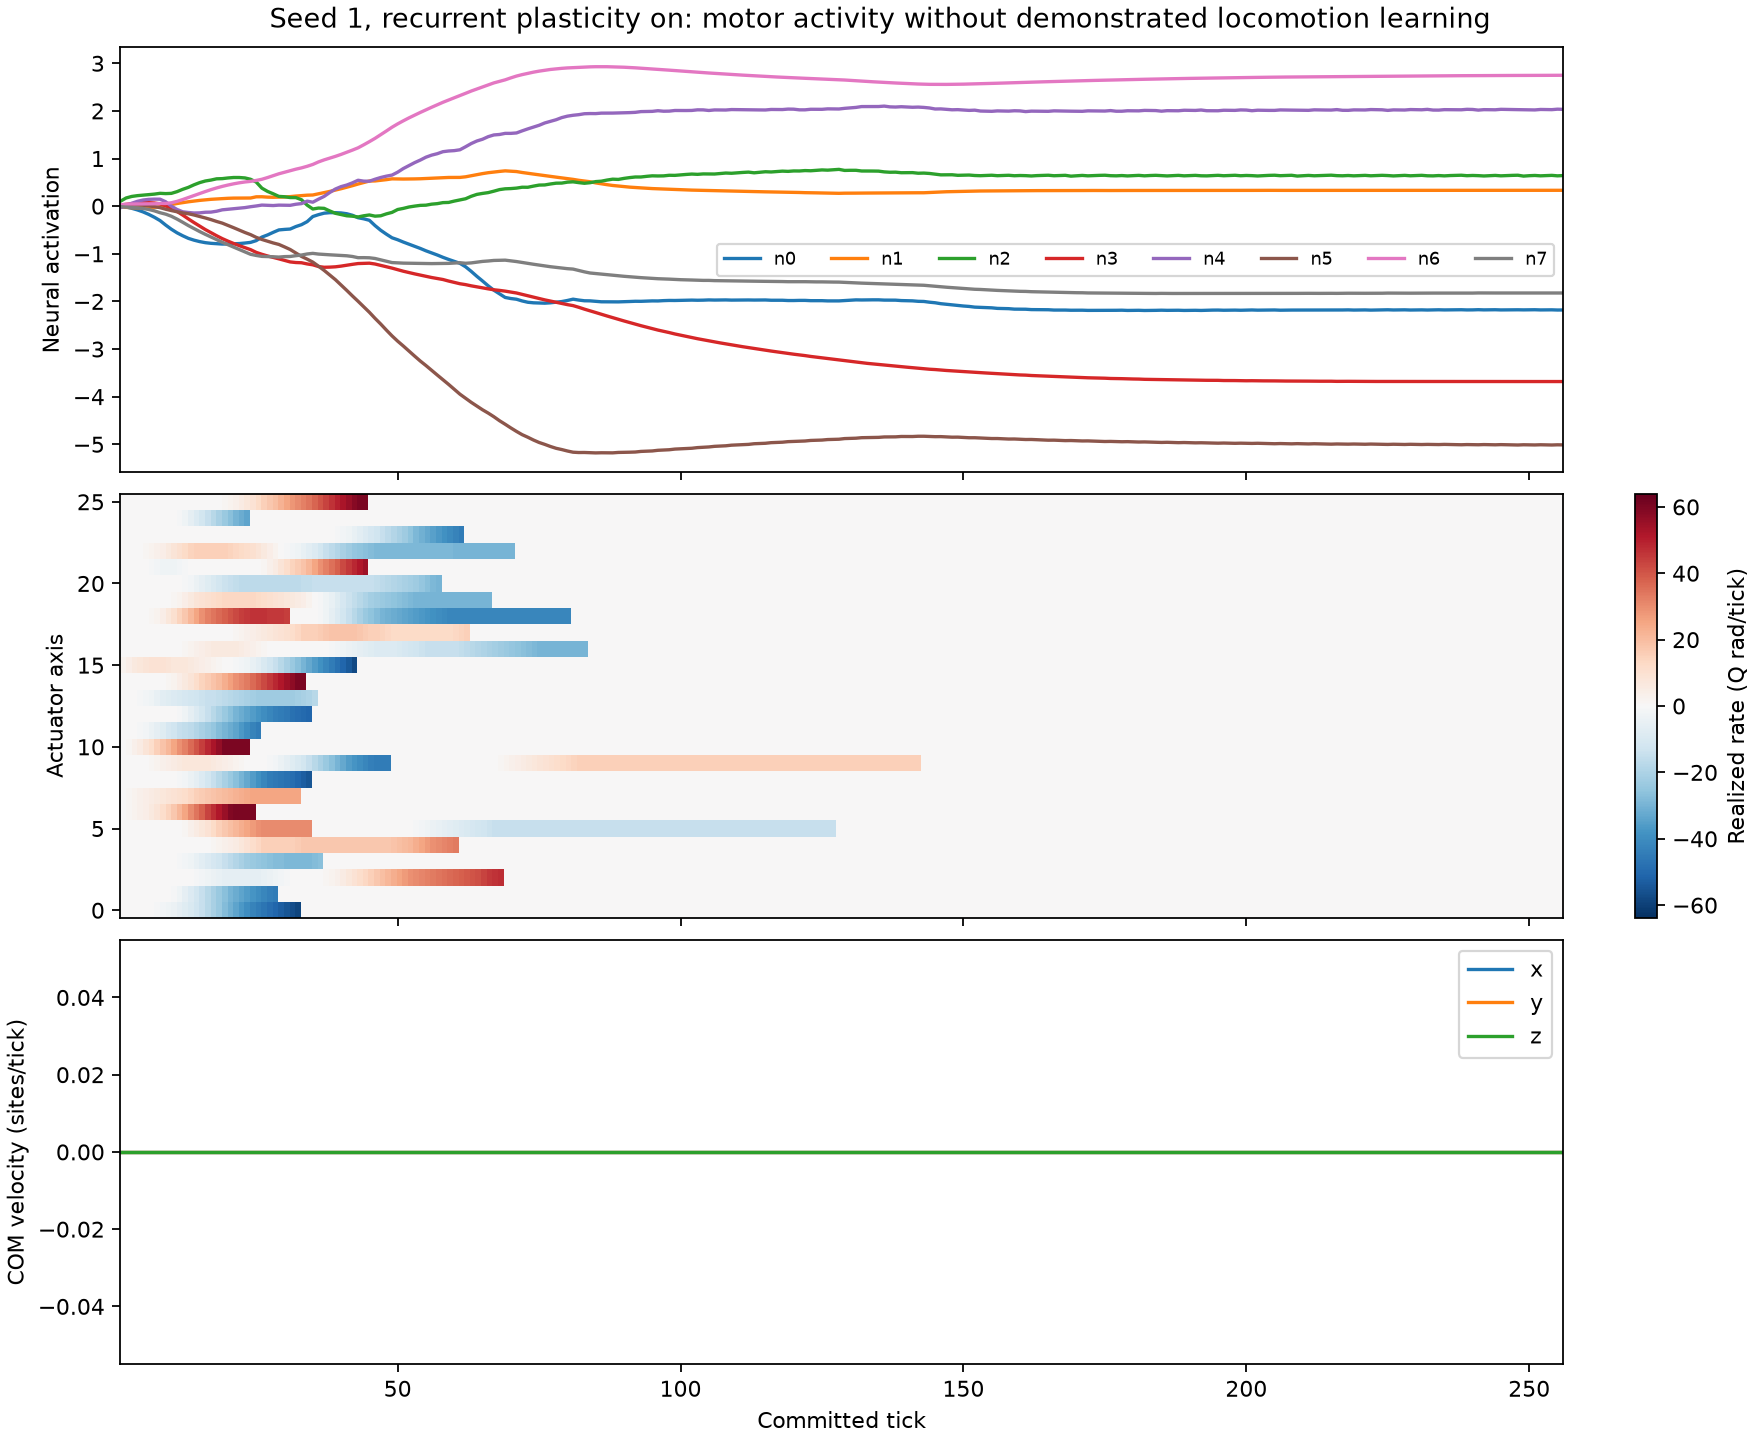 Seed 1, recurrent plasticity on: motor activity without demonstrated locomotion learning
Neural activation
3
2
1
0
−1
−2
−3
−4
−5
n0 n1 n2 n3 n4 n5 n6 n7
Actuator axis
25
20
15
10
5
0
60
40
20
0
−20
−40
−60
Realized rate (Q rad/tick)
COM velocity (sites/tick)
0.04
0.02
0.00
−0.02
−0.04
x
y
z
50 100 150 200 250
Committed tick